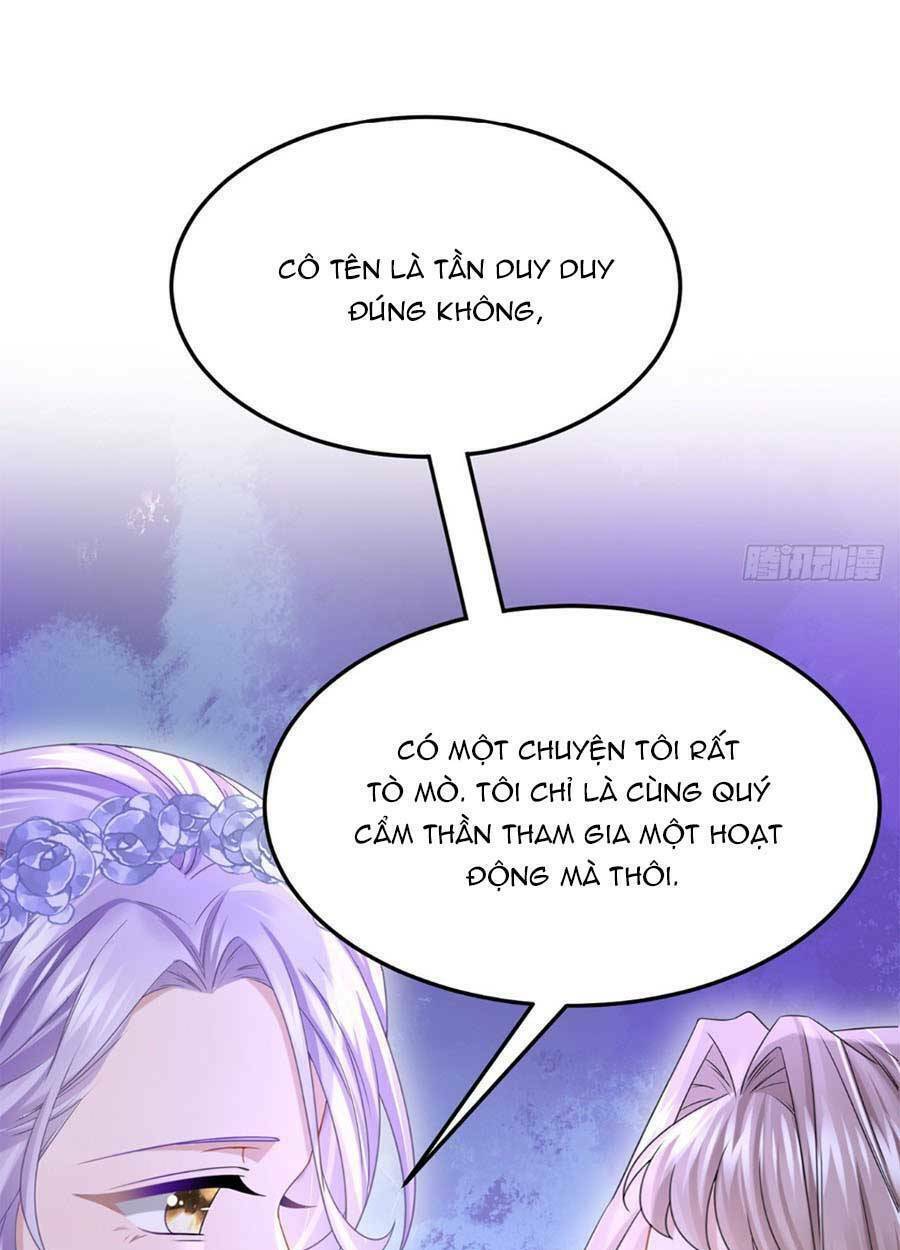 CÔ TÊN LÀ TẦN DUY DUY
ĐÚNG KHÔNG,
腾讯动漫
CÓ MỘT CHUYỆN TÔI RẤT
TÒ MÒ. TÔI CHỈ LÀ CÙNG QUÝ
CẨM THẦN THAM GIA MỘT HOẠT
ĐỘNG MÀ THÔI.